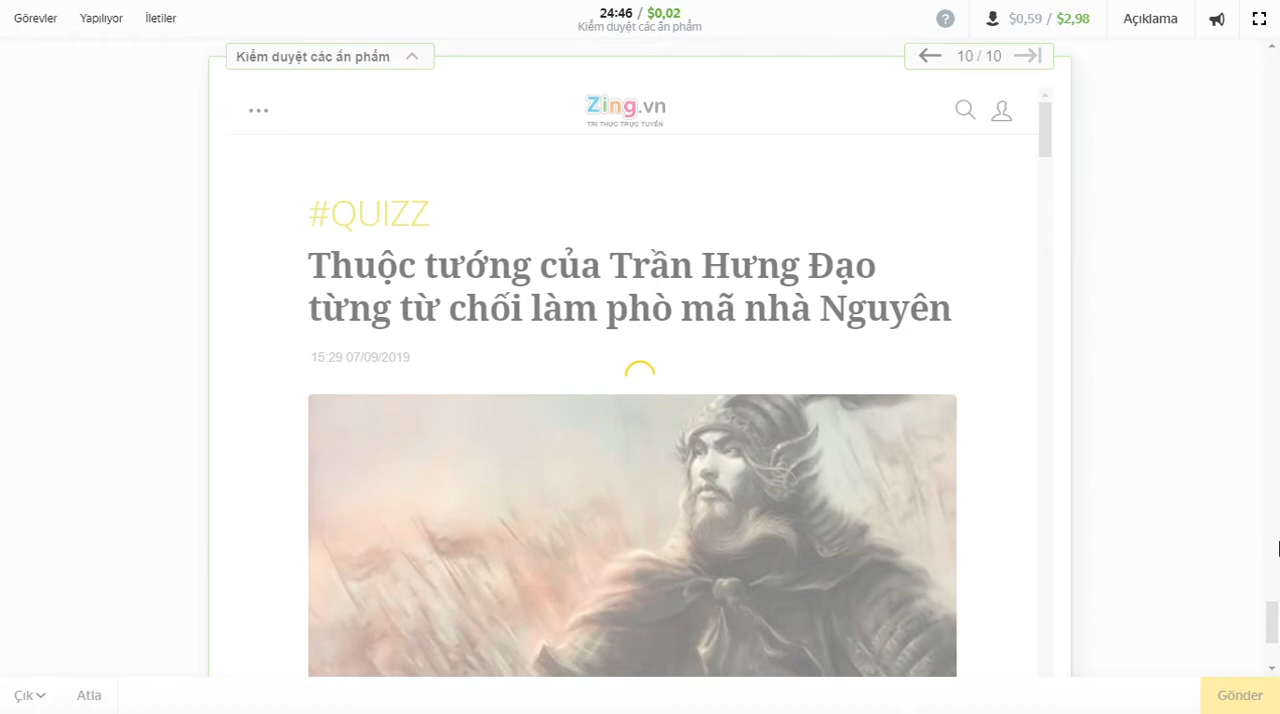 Görevler Yapılıyor İletiler
24:46 / $0,02
Kiểm duyệt các ấn phẩm
? $0,59 / $2,98 Açıklama
Kiểm duyệt các ấn phẩm
10 / 10
Zing.vn
TRI THỨC TRỰC TUYẾN
#QUIZZ
Thuộc tướng của Trần Hưng Đạo
từng từ chối làm phò mã nhà Nguyên
15:29 07/09/2019
Çık Atla Gönder